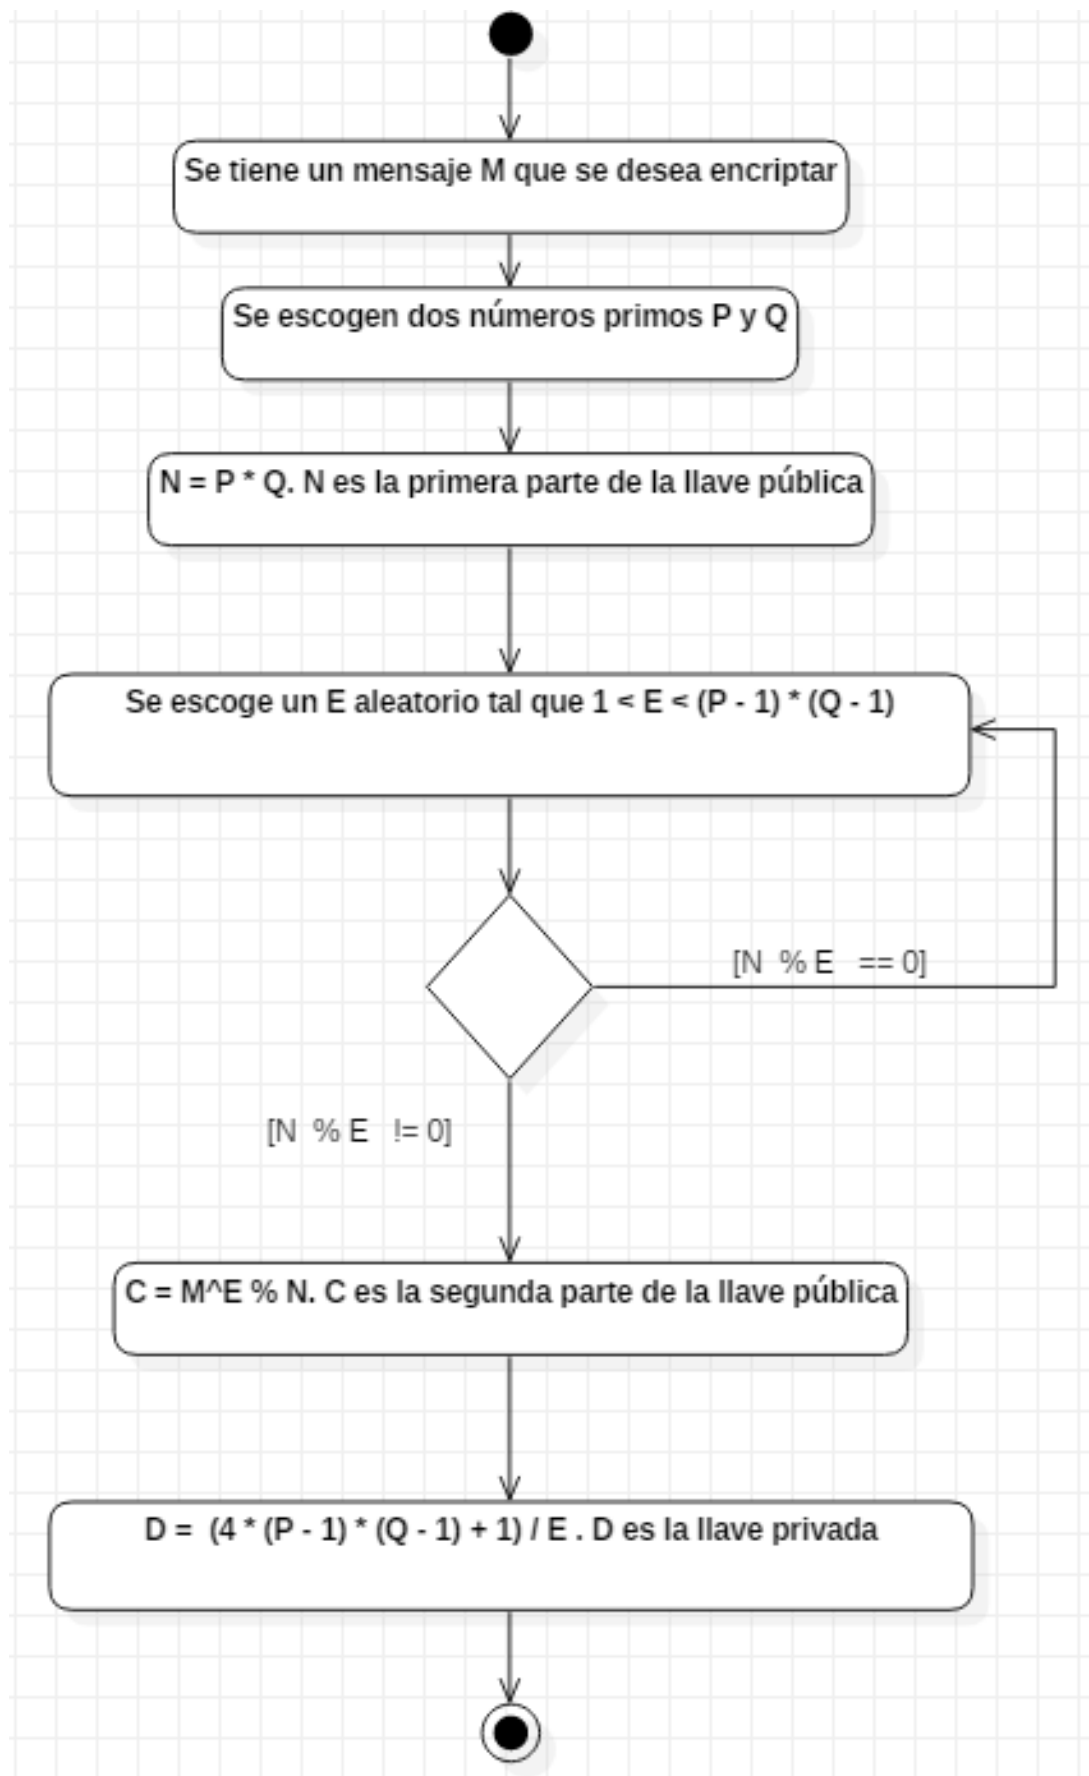 Se tiene un mensaje M que se desea encriptar
Se escogen dos números primos P y Q
N = P * Q. N es la primera parte de la llave pública
Se escoge un E aleatorio tal que 1 < E < (P - 1) * (Q - 1)
[N % E == 0]
[N % E != 0]
C = M^E % N. C es la segunda parte de la llave pública
D = (4 * (P - 1) * (Q - 1) + 1) / E . D es la llave privada